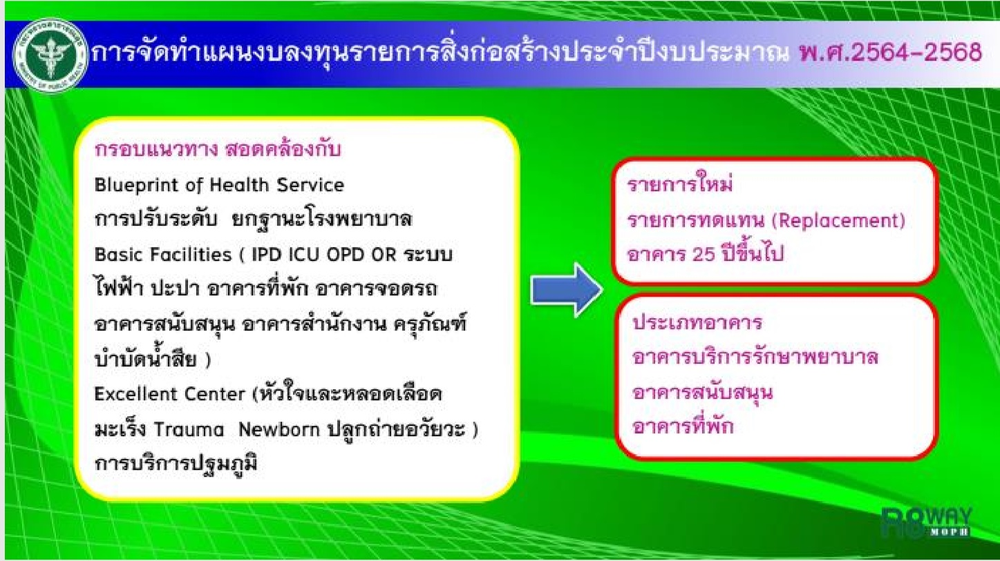 การจัดทำแผนงบลงทุนรายการสิ่งก่อสร้างประจำปีงบประมาณ พ.ศ.2564-2568
กรอบแนวทาง สอดคล้องกับ
Blueprint of Health Service
การปรับระดับ ยกฐานะโรงพยาบาล
Basic Facilities ( IPD ICU OPD OR ระบบ
ไฟฟ้า ปะปา อาคารที่พัก อาคารจอดรถ
อาคารสนับสนุน อาคารสำนักงาน ครุภัณฑ์
บำบัดน้ำสีย )
Excellent Center (หัวใจและหลอดเลือด
มะเร็ง Trauma Newborn ปลูกถ่ายอวัยวะ )
การบริการปฐมภูมิ
รายการใหม่
รายการทดแทน (Replacement)
อาคาร 25 ปีขึ้นไป
ประเภทอาคาร
อาคารบริการรักษาพยาบาล
อาคารสนับสนุน
อาคารที่พัก
R8WAY
MOPH